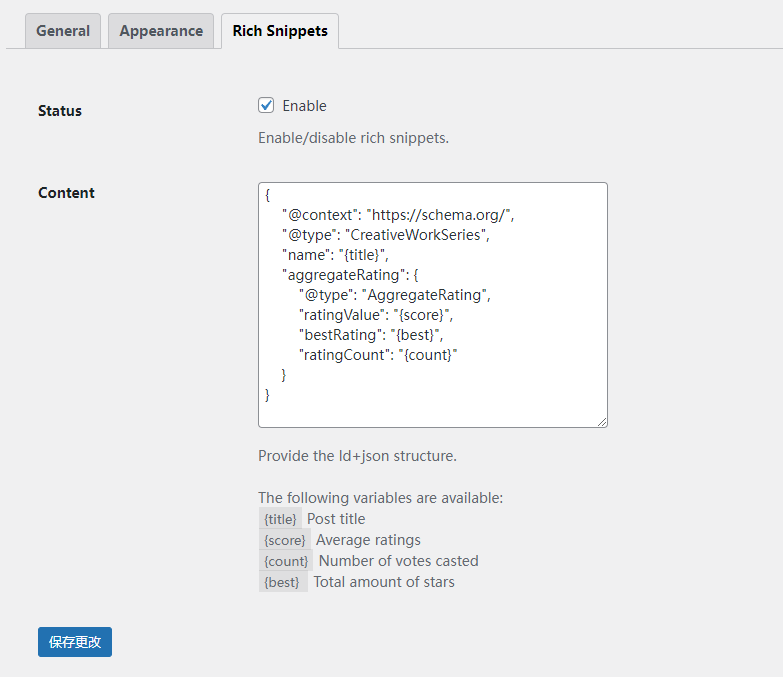 General Appearance Rich Snippets
Status Enable
Enable/disable rich snippets.
Content
{
"@context": "https://schema.org/",
"@type": "CreativeWorkSeries",
"name": "{title}",
"aggregateRating": {
"@type": "AggregateRating",
"ratingValue": "{score}",
"bestRating": "{best}",
"ratingCount": "{count}"
}
}
Provide the ld+json structure.
The following variables are available:
{title} Post title
{score} Average ratings
{count} Number of votes casted
{best} Total amount of stars
保存更改